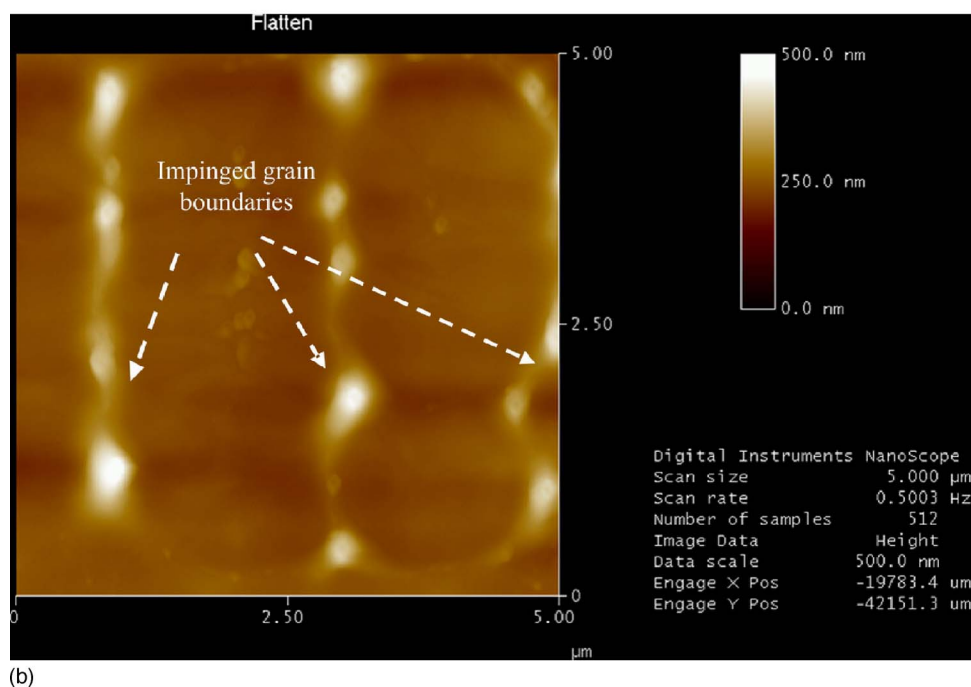 Flatten
5.00
2.50
0
0
2.50
5.00
µm
Impinged grain
boundaries
500.0 nm
250.0 nm
0.0 nm
Digital Instruments NanoScope
Scan size 5.000 µm
Scan rate 0.5003 Hz
Number of samples 512
Image Data Height
Data scale 500.0 nm
Engage X Pos -19783.4 um
Engage Y Pos -42151.3 um
(b)